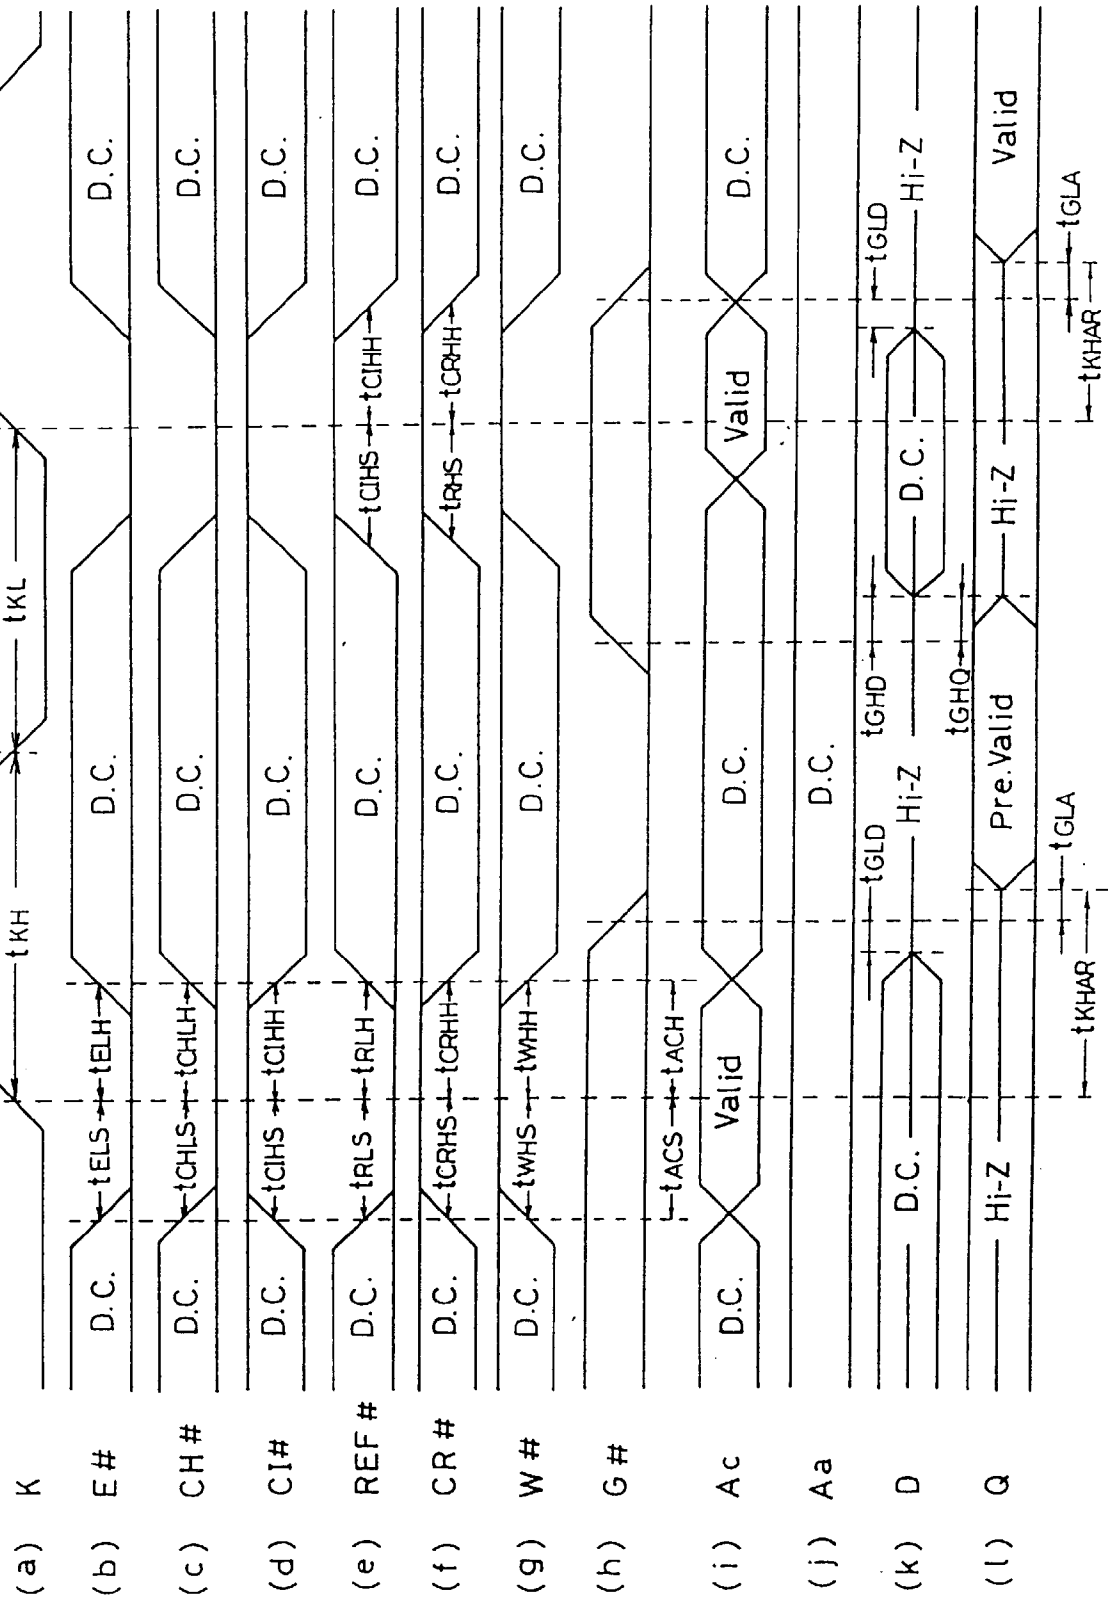 (a) K tKH tKL
(b) E# D.C. tELS tELH D.C. D.C.
(c) CH# D.C. tCHLS tCHLH D.C. D.C.
(d) CI# D.C. tCIHS tCIHH D.C. D.C.
(e) REF# D.C. tRLS tRLH D.C. tCIHS tCIHH D.C.
(f) CR# D.C. tCRHS tCRHH D.C. tRHS tCRHH D.C.
(g) W# D.C. tWHS tWHH D.C. D.C.
(h) G#
tACS tACH
(i) Ac D.C. Valid D.C. Valid D.C.
(j) Aa D.C.
tGLD tGHD tGLD
(k) D D.C. Hi-Z D.C. Hi-Z
tGHQ
(l) Q Hi-Z Pre.Valid Hi-Z Valid
tGLA tGLA
tKHAR tKHAR